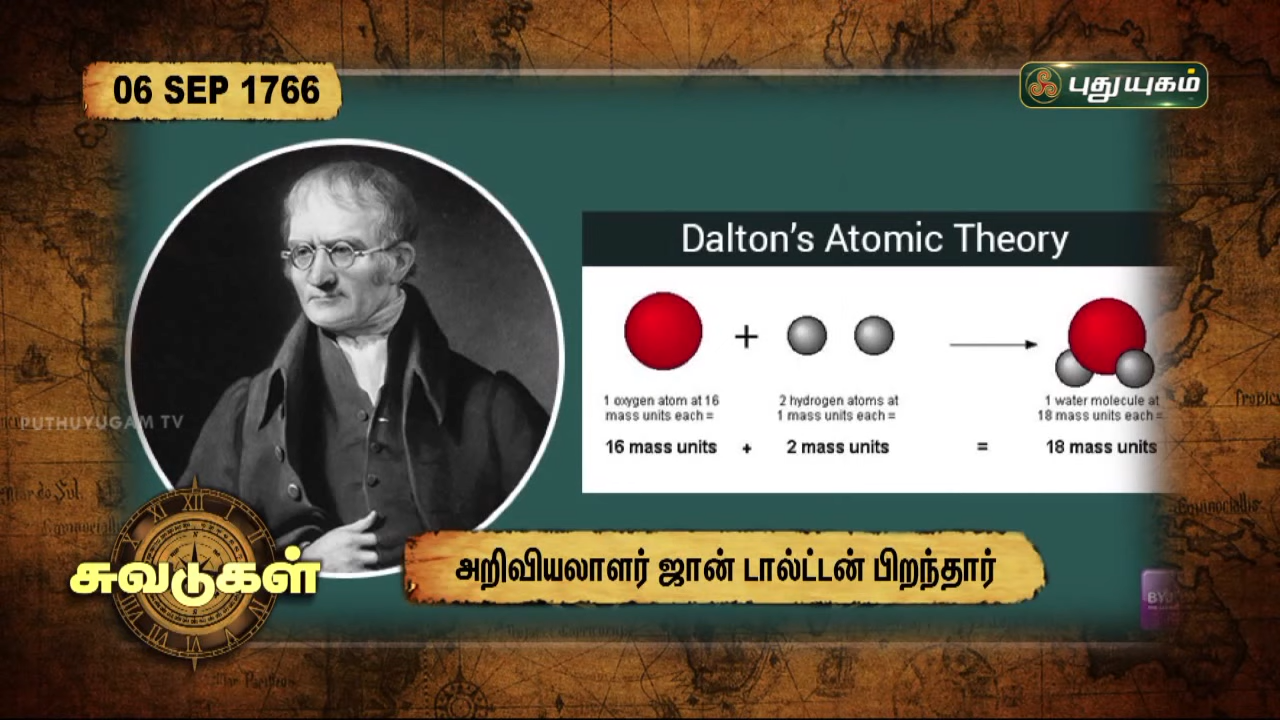 06 SEP 1766
புதுயுகம்
Dalton's Atomic Theory
+
1 oxygen atom at 16
mass units each =
2 hydrogen atoms at
1 mass units each =
1 water molecule at
18 mass units each =
16 mass units + 2 mass units = 18 mass units
PUTHUYUGAM TV
XII
சுவடுகள்
அறிவியலாளர் ஜான் டால்ட்டன் பிறந்தார்